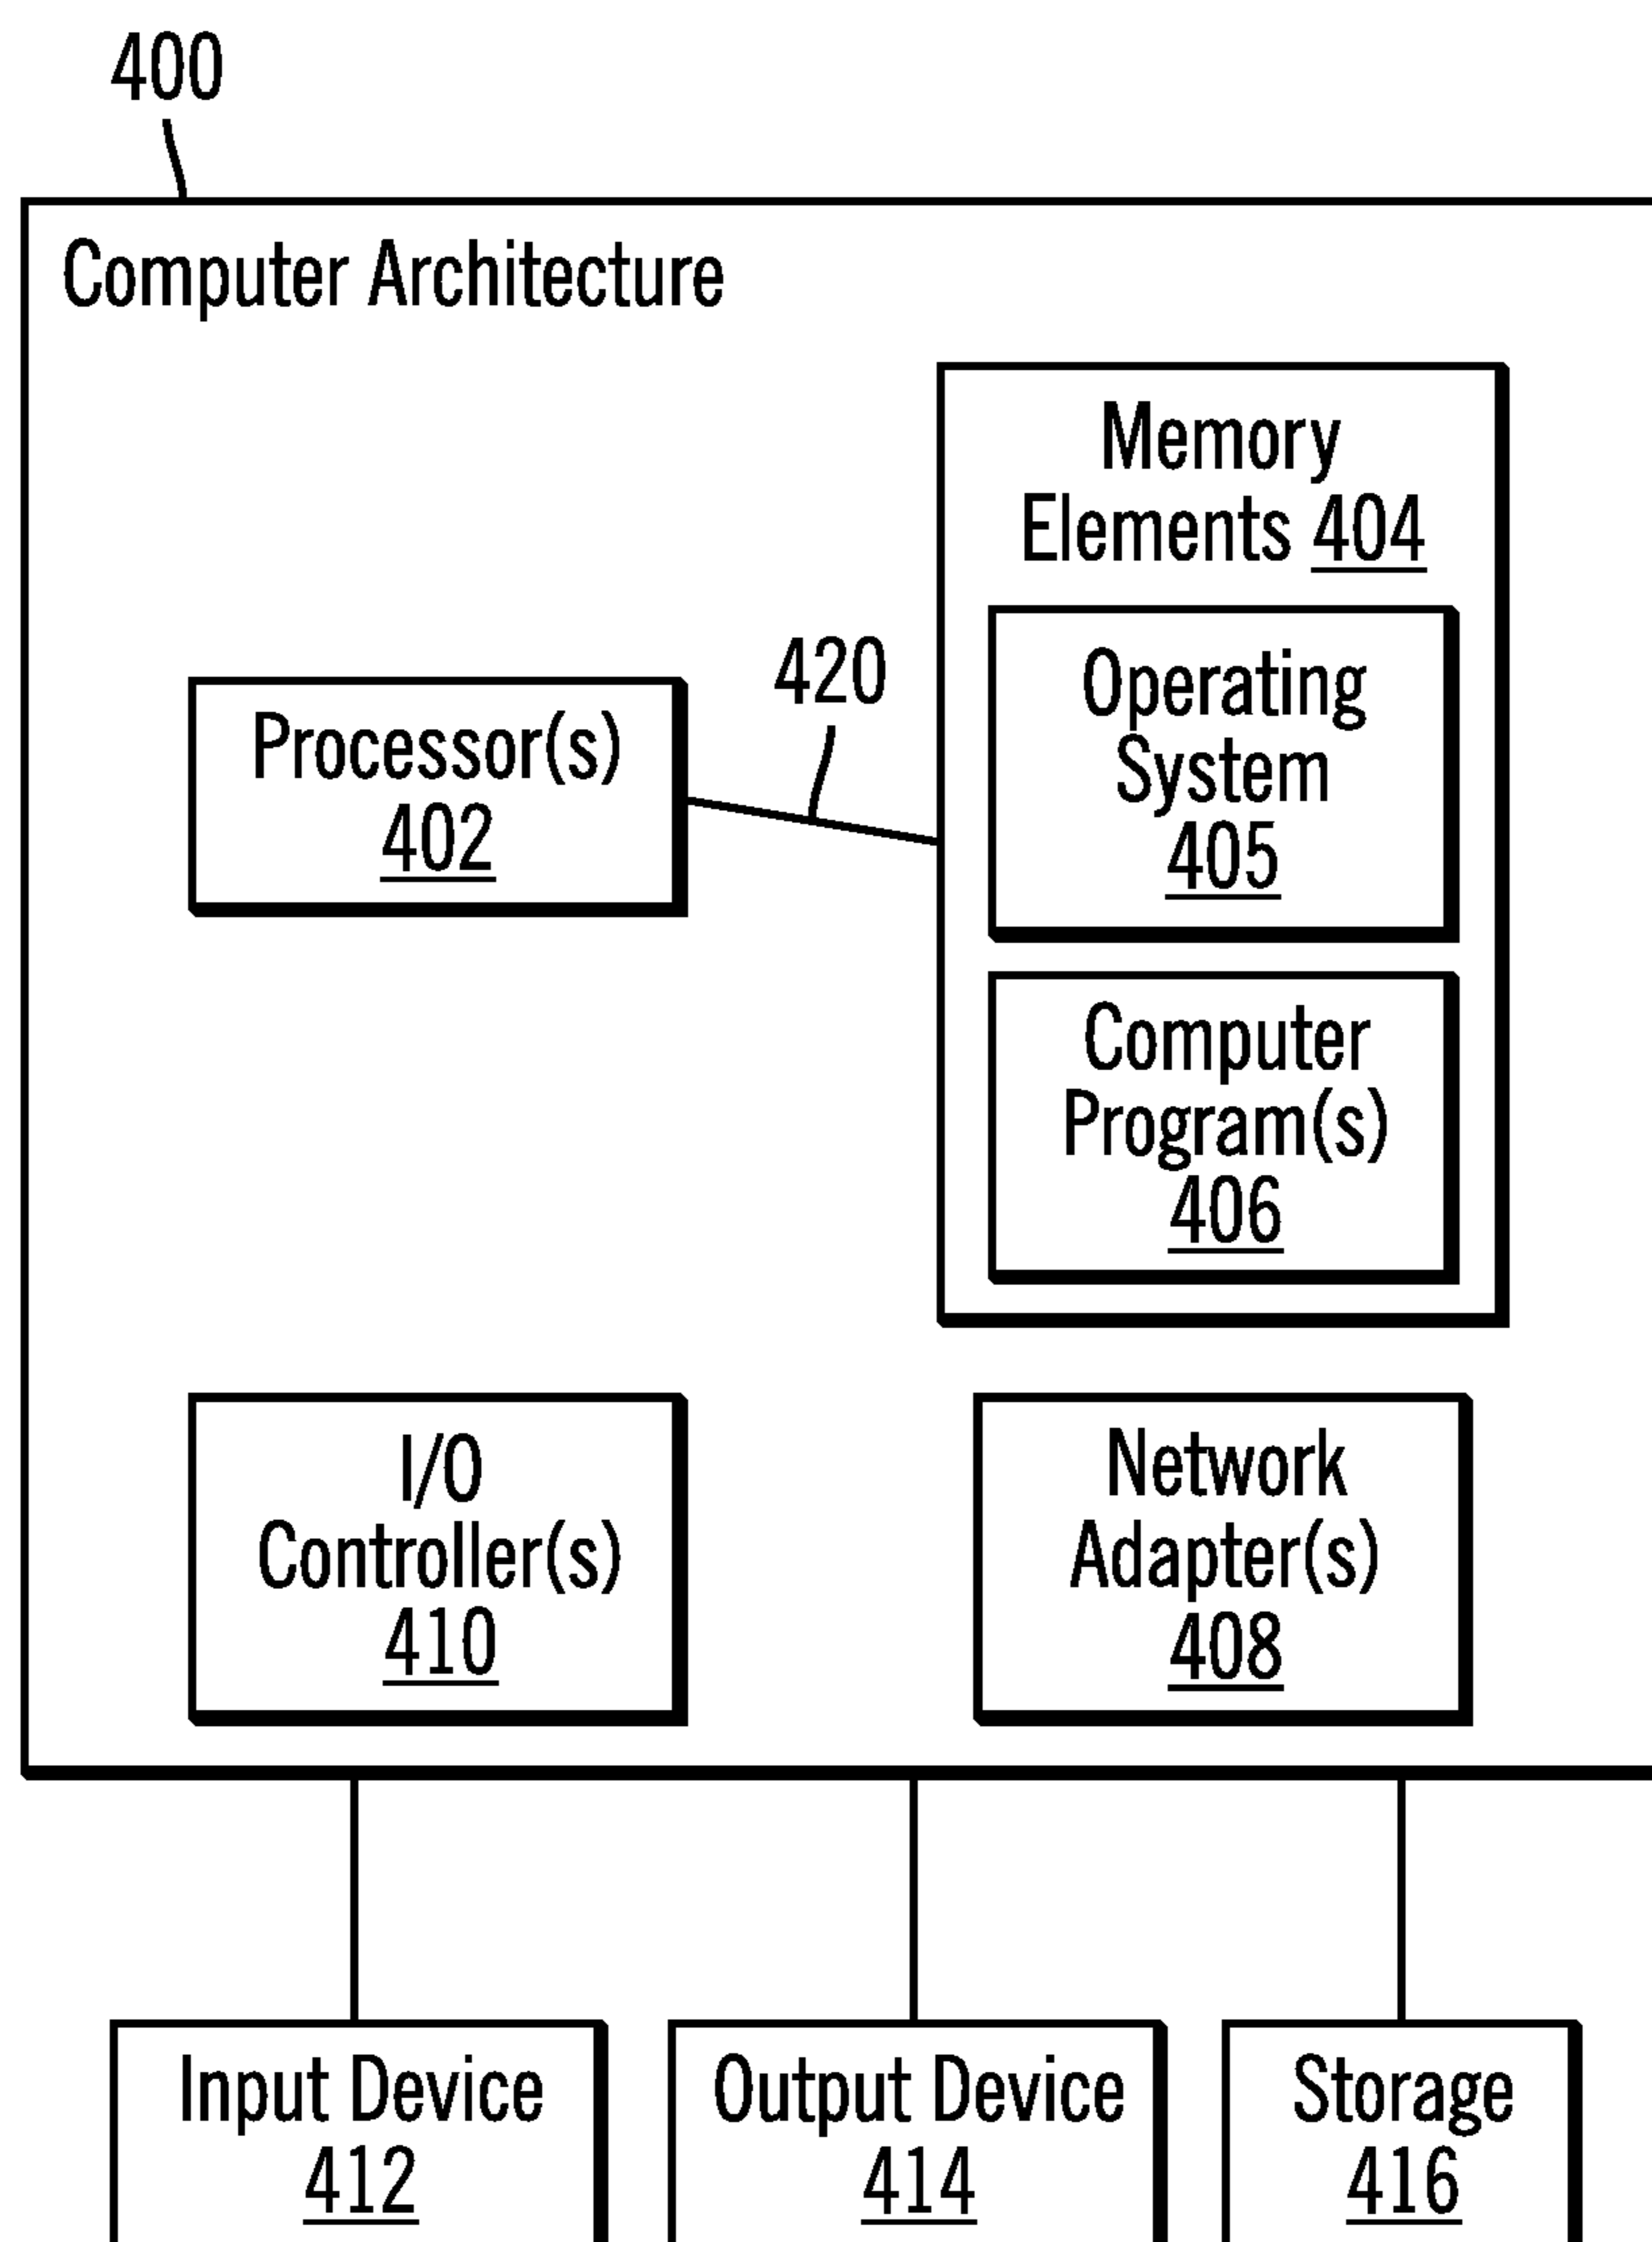 400
Computer Architecture
Memory
Elements 404
420
Operating
System
405
Processor(s)
402
Computer
Program(s)
406
I/O
Controller(s)
410
Network
Adapter(s)
408
Input Device
412
Output Device
414
Storage
416